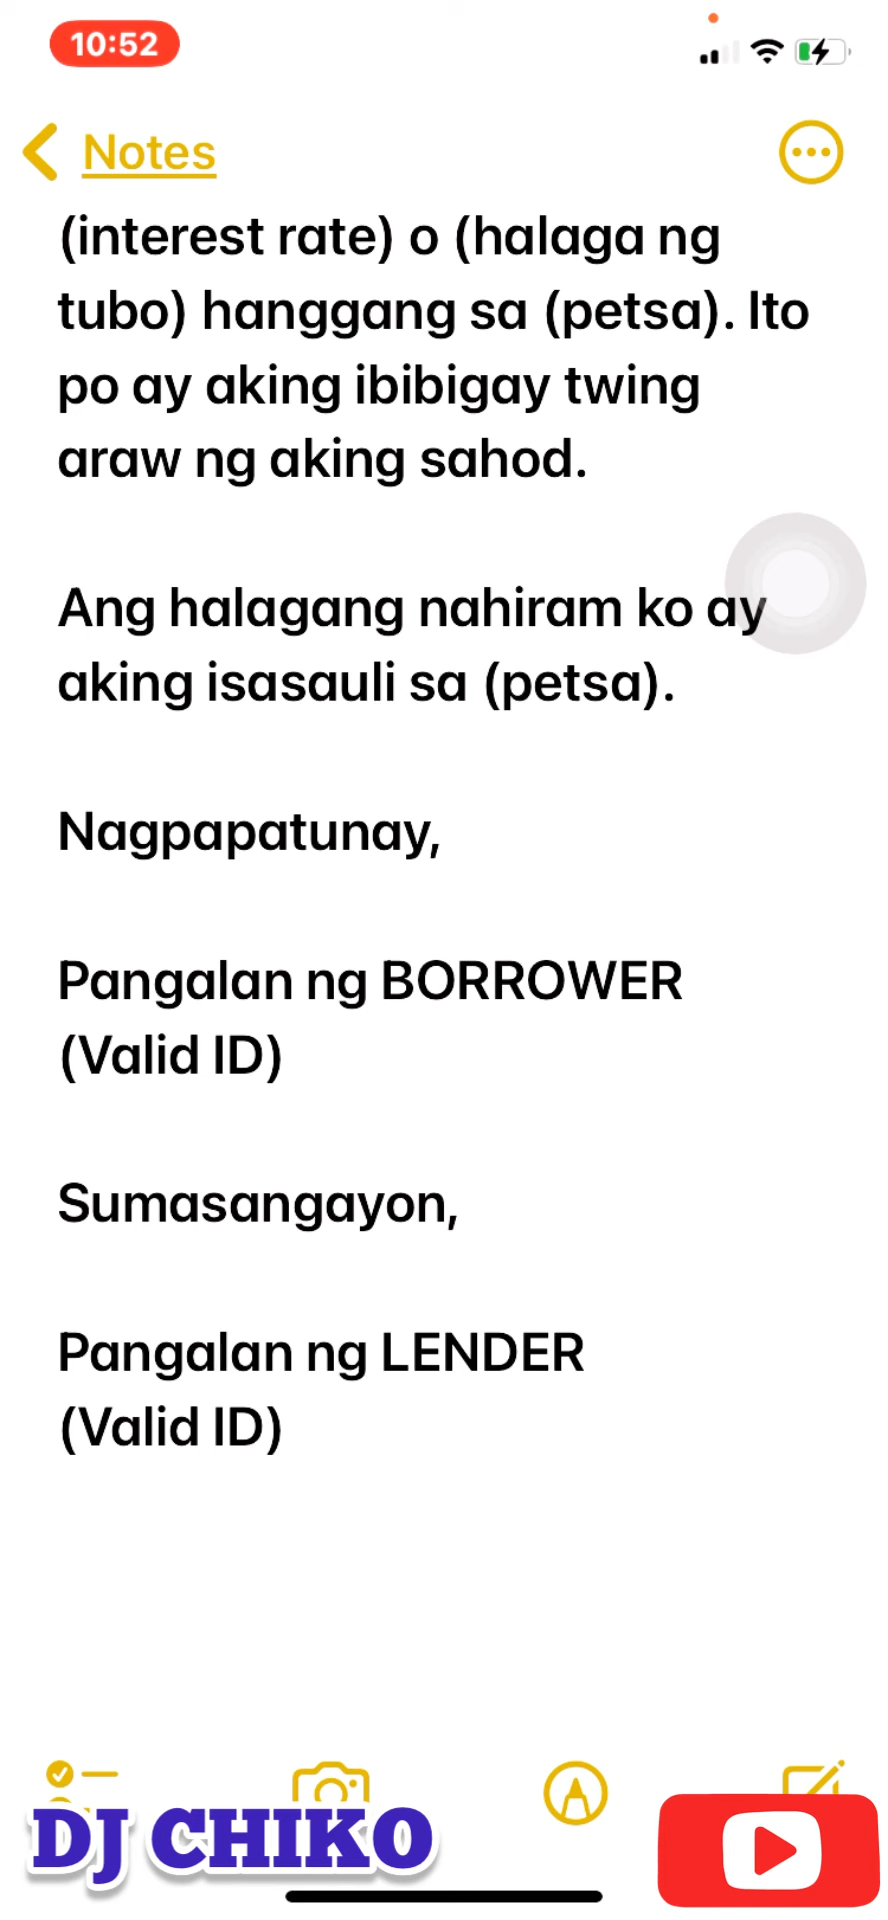 10:52
Notes
(interest rate) o (halaga ng
tubo) hanggang sa (petsa). Ito
po ay aking ibibigay twing
araw ng aking sahod.
Ang halagang nahiram ko ay
aking isasauli sa (petsa).
Nagpapatunay,
Pangalan ng BORROWER
(Valid ID)
Sumasangayon,
Pangalan ng LENDER
(Valid ID)
DJ CHIKO